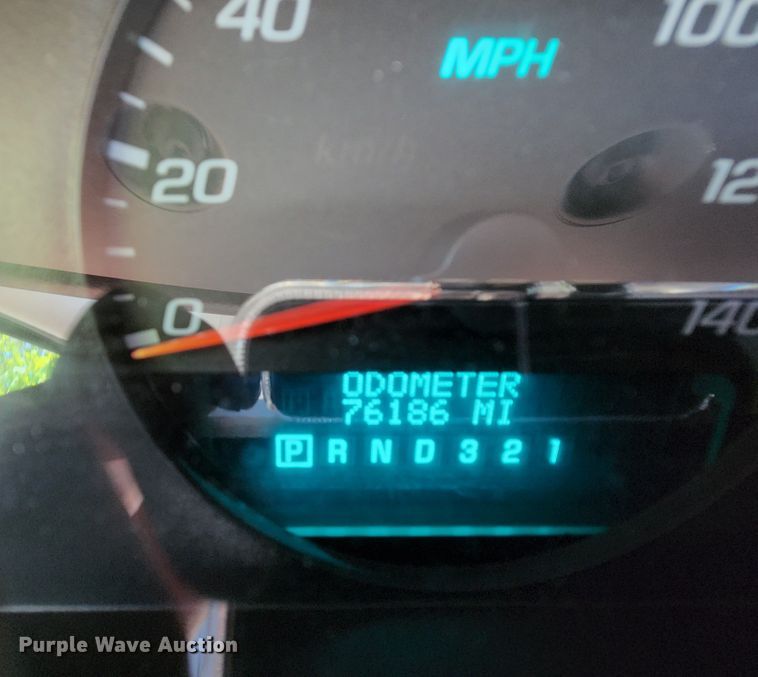 40
100
MPH
km/h
20
12
0
140
ODOMETER
76186 MI
P R N D 3 2 1
Purple Wave Auction